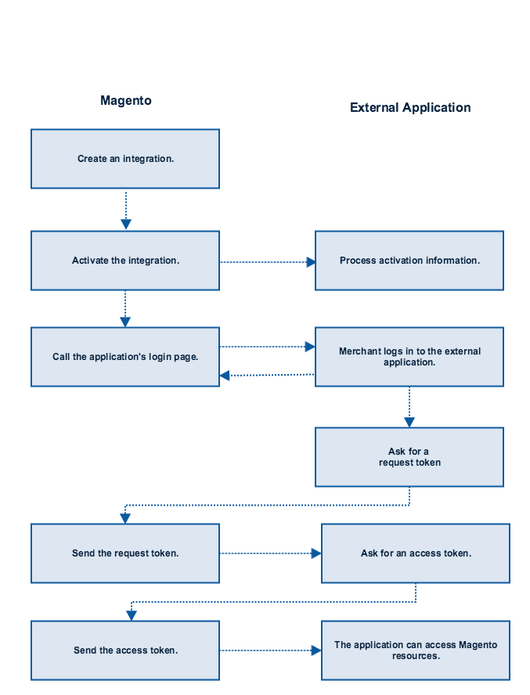 Magento
External Application
Create an integration.
Activate the integration.
Process activation information.
Call the application's login page.
Merchant logs in to the external
application.
Ask for a
request token
Send the request token.
Ask for an access token.
Send the access token.
The application can access Magento
resources.